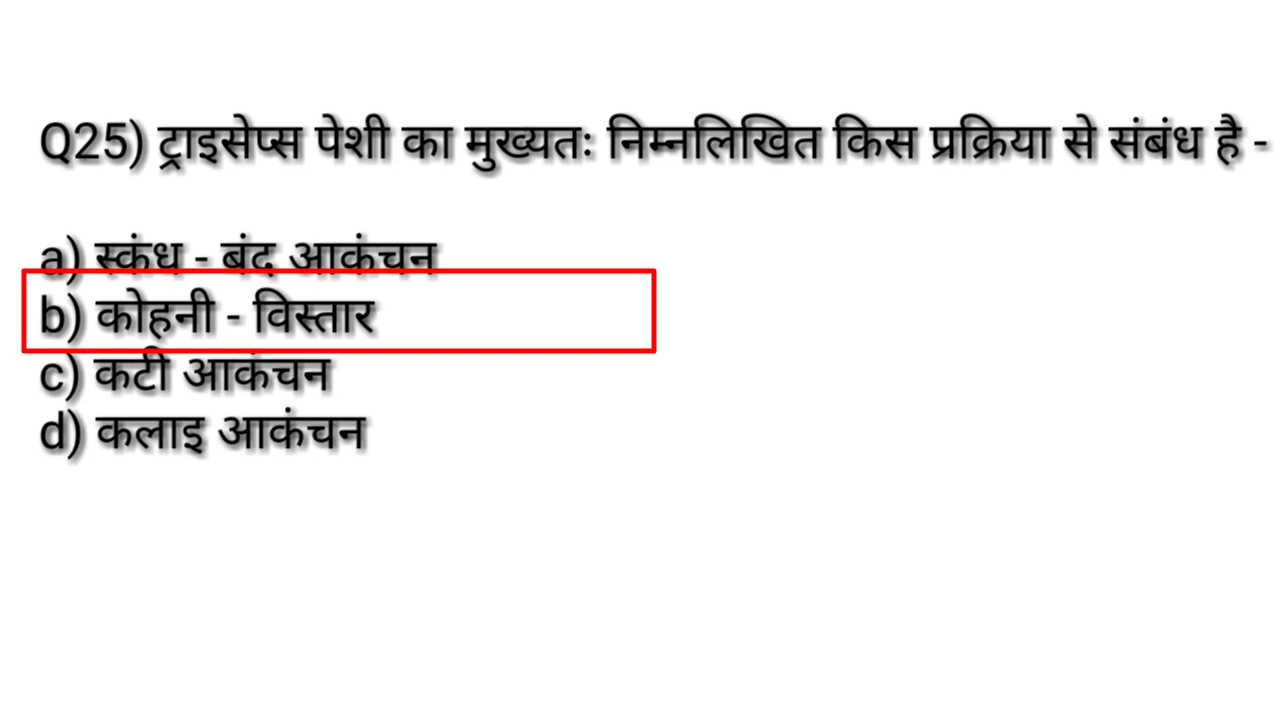 Q25) ट्राइसेप्स पेशी का मुख्यतः निम्नलिखित किस प्रक्रिया से संबंध है -
a) स्कंध - बंद आकंचन
b) कोहनी - विस्तार
c) कटी आकंचन
d) कलाइ आकंचन